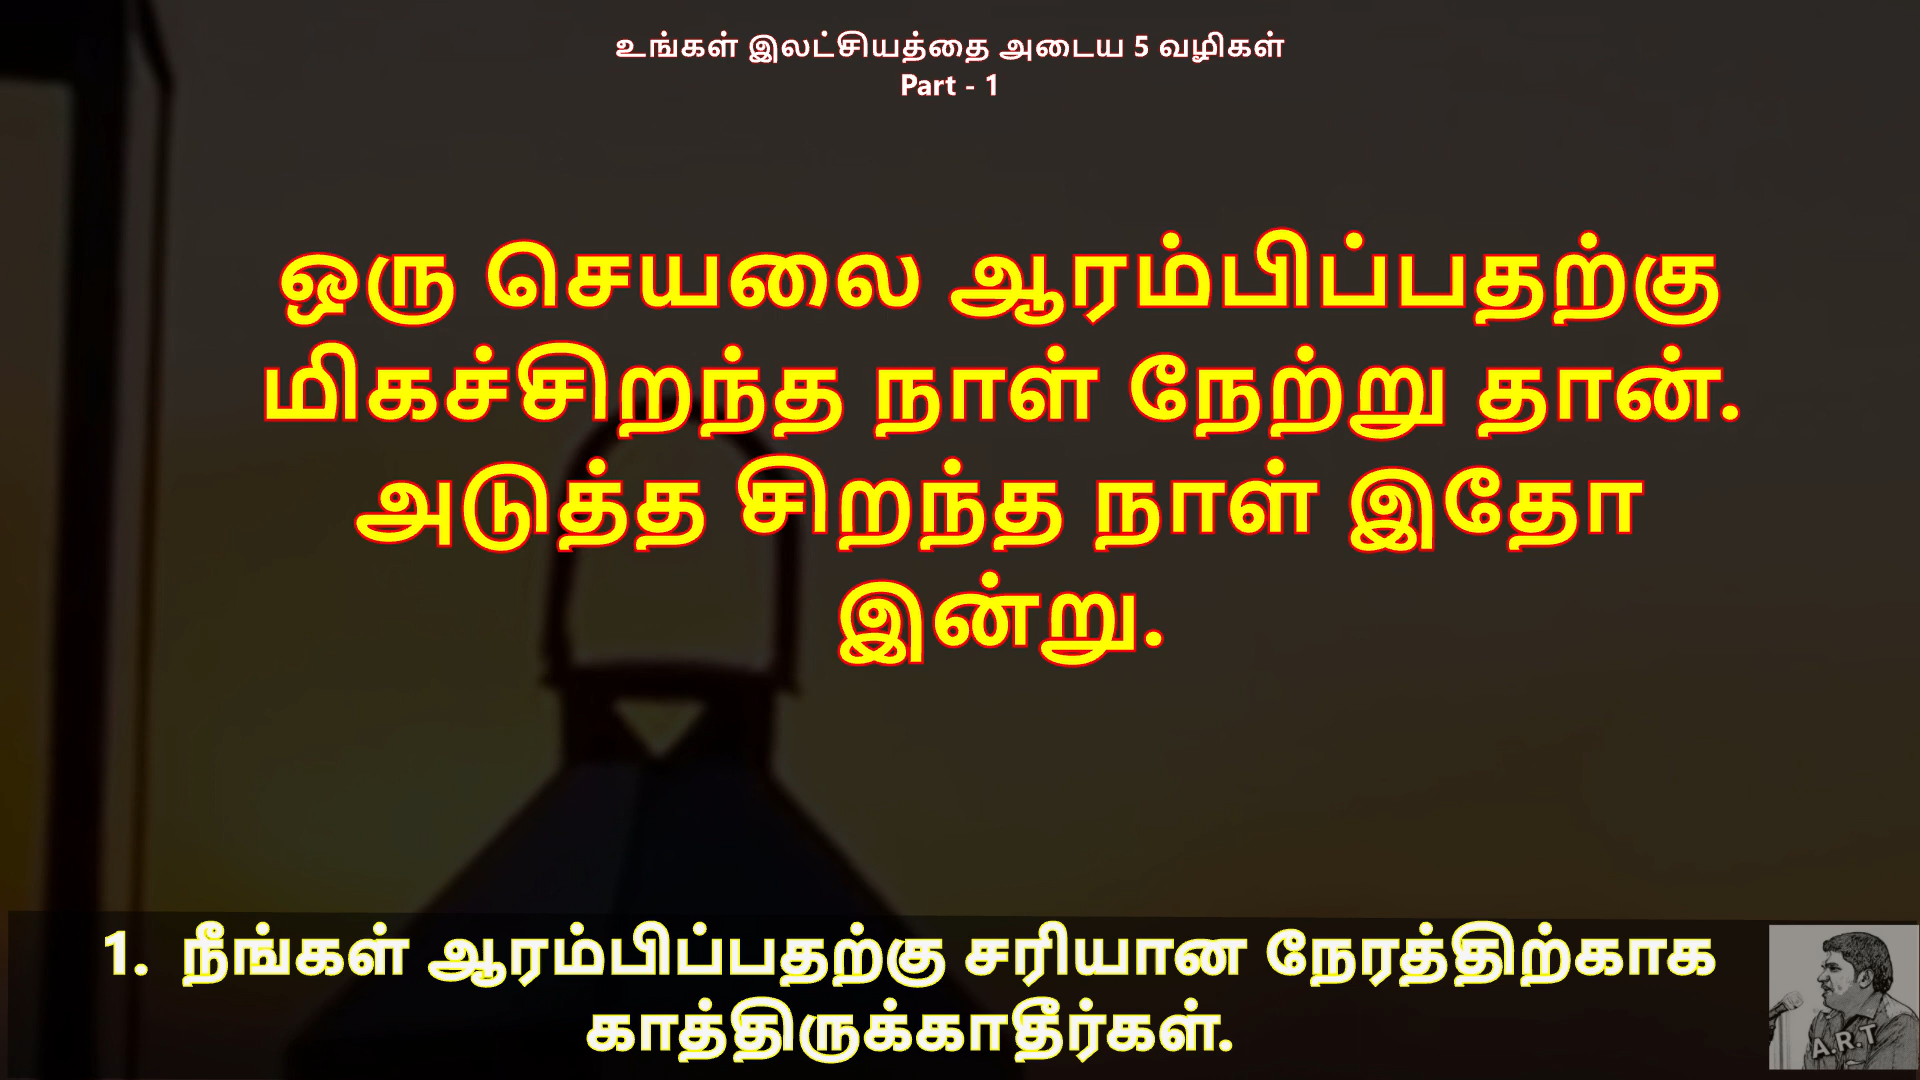 உங்கள் இலட்சியத்தை அடைய 5 வழிகள்
Part - 1
ஒரு செயலை ஆரம்பிப்பதற்கு
மிகச்சிறந்த நாள் நேற்று தான்.
அடுத்த சிறந்த நாள் இதோ
இன்று.
1. நீங்கள் ஆரம்பிப்பதற்கு சரியான நேரத்திற்காக
காத்திருக்காதீர்கள்.
A.R.T